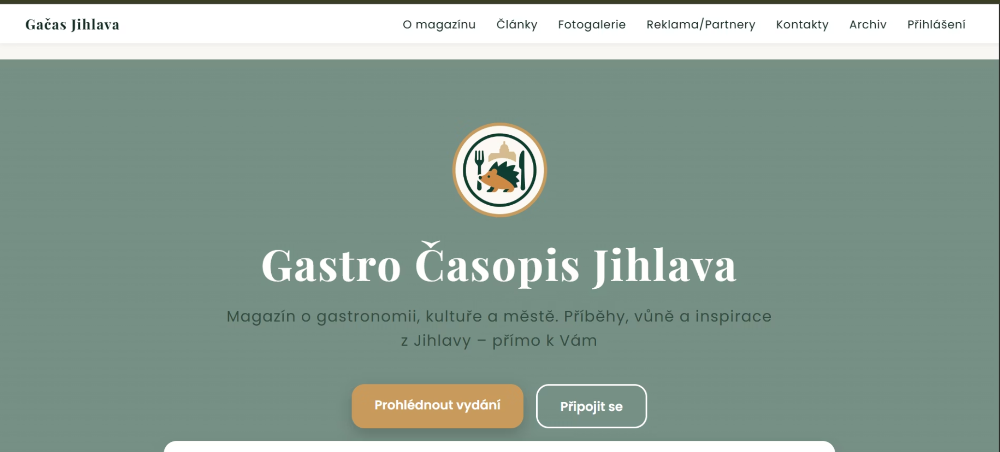 Gačas Jihlava
O magazínu Články Fotogalerie Reklama/Partnery Kontakty Archiv Přihlášení
Gastro Časopis Jihlava
Magazín o gastronomii, kultuře a městě. Příběhy, vůně a inspirace
z Jihlavy – přímo k Vám
Prohlédnout vydání
Připojit se